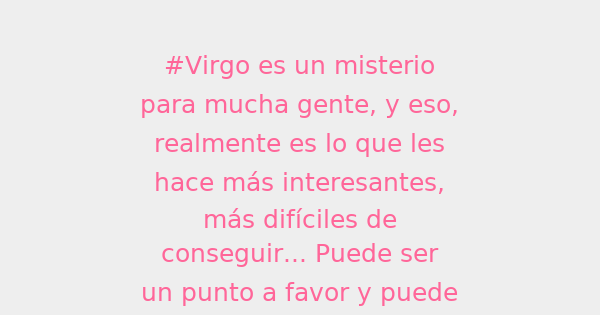 #Virgo es un misterio
para mucha gente, y eso,
realmente es lo que les
hace más interesantes,
más difíciles de
conseguir... Puede ser
un punto a favor y puede